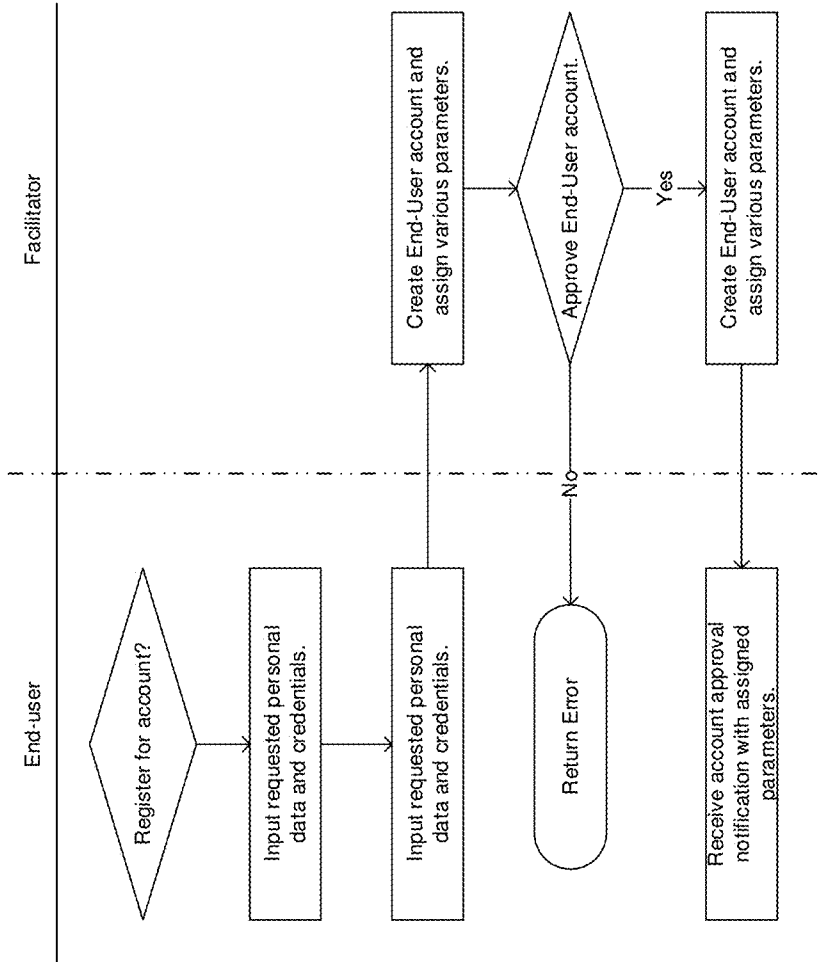 End-user
Facilitator
Register for account?
Input requested personal
data and credentials.
Input requested personal
data and credentials.
Create End-User account and
assign various parameters.
Approve End-User account.
No
Return Error
Yes
Create End-User account and
assign various parameters.
Receive account approval
notification with assigned
parameters.